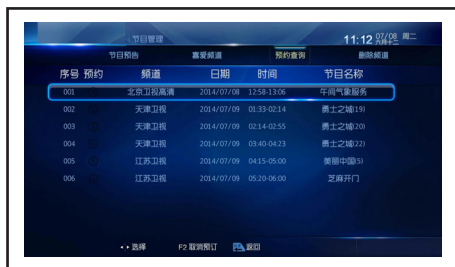 节目管理 11:12 07/08 周二
六月十二
节目预告 喜爱频道 预约查询 删除频道
序号 预约 频道 日期 时间 节目名称
001 北京卫视高清 2014/07/08 12:58-13:06 午间气象服务
002 天津卫视 2014/07/09 01:33-02:14 勇士之城(19)
003 天津卫视 2014/07/09 02:14-02:55 勇士之城(20)
004 天津卫视 2014/07/09 03:40-04:23 勇士之城(22)
005 江苏卫视 2014/07/09 04:15-05:00 美丽中国(5)
006 江苏卫视 2014/07/09 05:20-06:00 芝麻开门
选择 F2 取消预订 返回